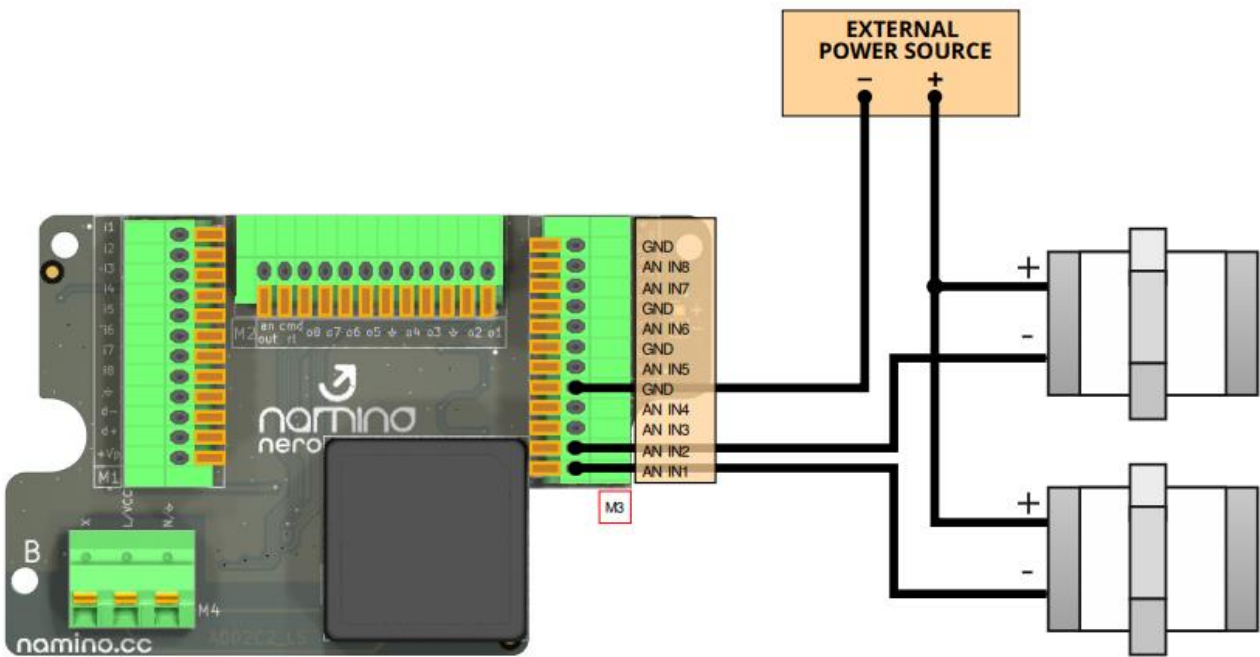 EXTERNAL
POWER SOURCE
− +
GND
AN IN8
AN IN7
GND
AN IN6
GND
AN IN5
GND
AN IN4
AN IN3
AN IN2
AN IN1
M3
+
-
+
-
i1
i2
i3
i4
i5
i6
i7
i8
d-
d+
+Vp
M1
M2 an cmd o8 o7 o6 o5 o4 o3 o2 o1
out rl
namino
nero
X L/VCC N/
B
M4
namino.cc